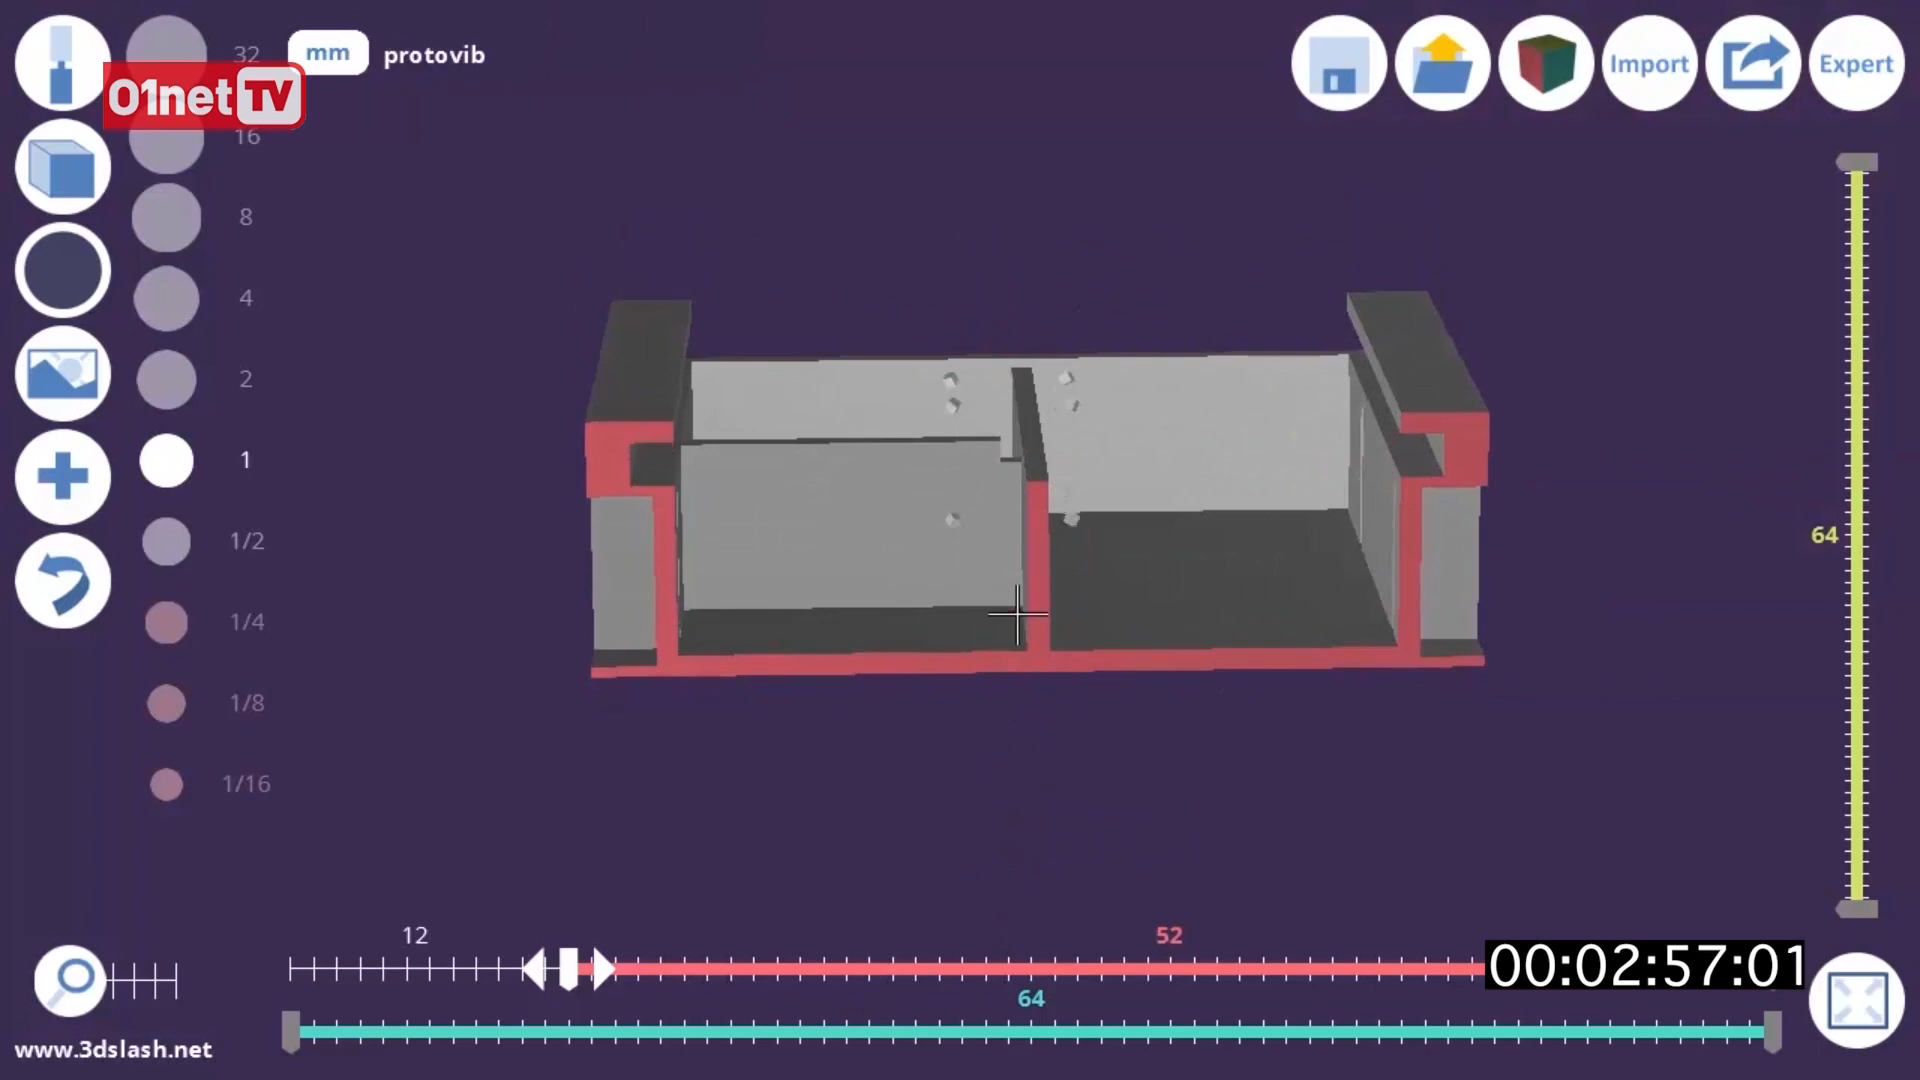 32
mm
protovib
Import
Expert
01net TV
16
8
4
2
1
1/2
1/4
1/8
1/16
64
12
52
00:02:57:01
64
www.3dslash.net